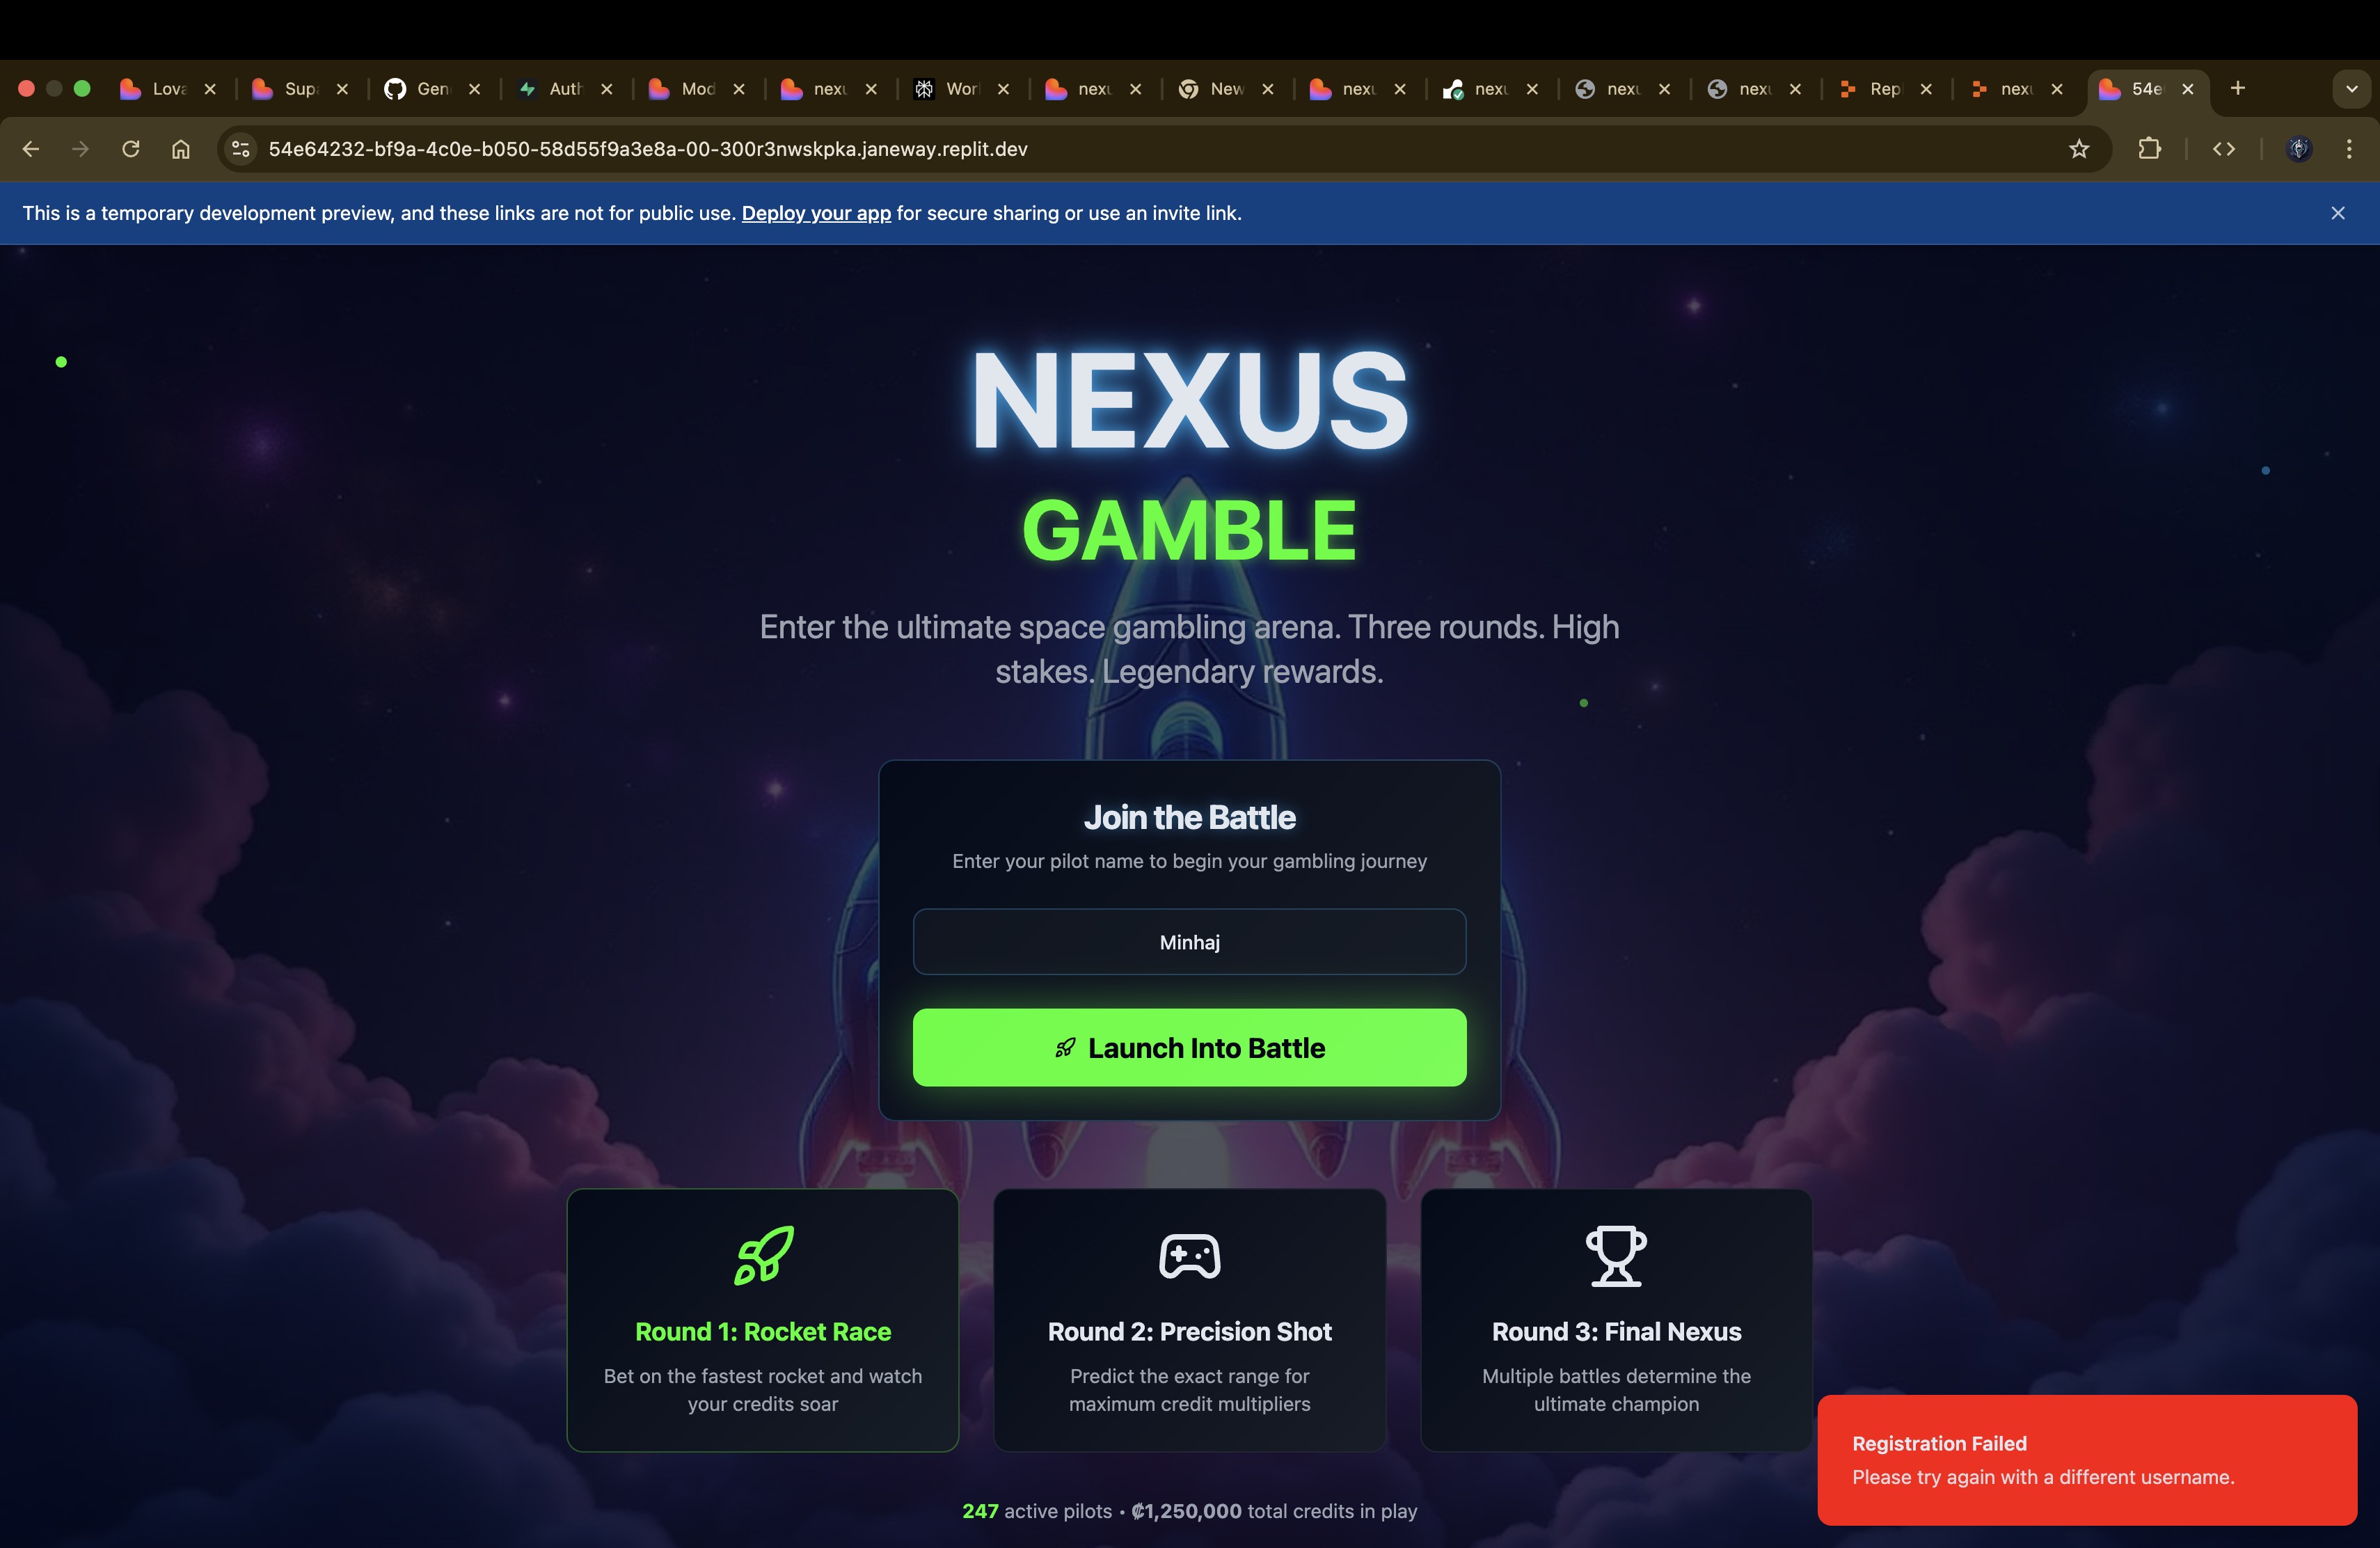 Lova
Sup
Gen
Auth
Mod
nexu
Wor
nexu
New
nexu
nexu
nexu
nexu
Rep
nexu
54e
54e64232-bf9a-4c0e-b050-58d55f9a3e8a-00-300r3nwskpka.janeway.replit.dev
This is a temporary development preview, and these links are not for public use. Deploy your app for secure sharing or use an invite link.
NEXUS
GAMBLE
Enter the ultimate space gambling arena. Three rounds. High
stakes. Legendary rewards.
Join the Battle
Enter your pilot name to begin your gambling journey
Minhaj
Launch Into Battle
Round 1: Rocket Race
Bet on the fastest rocket and watch
your credits soar
Round 2: Precision Shot
Predict the exact range for
maximum credit multipliers
Round 3: Final Nexus
Multiple battles determine the
ultimate champion
Registration Failed
Please try again with a different username.
247 active pilots • ₡1,250,000 total credits in play